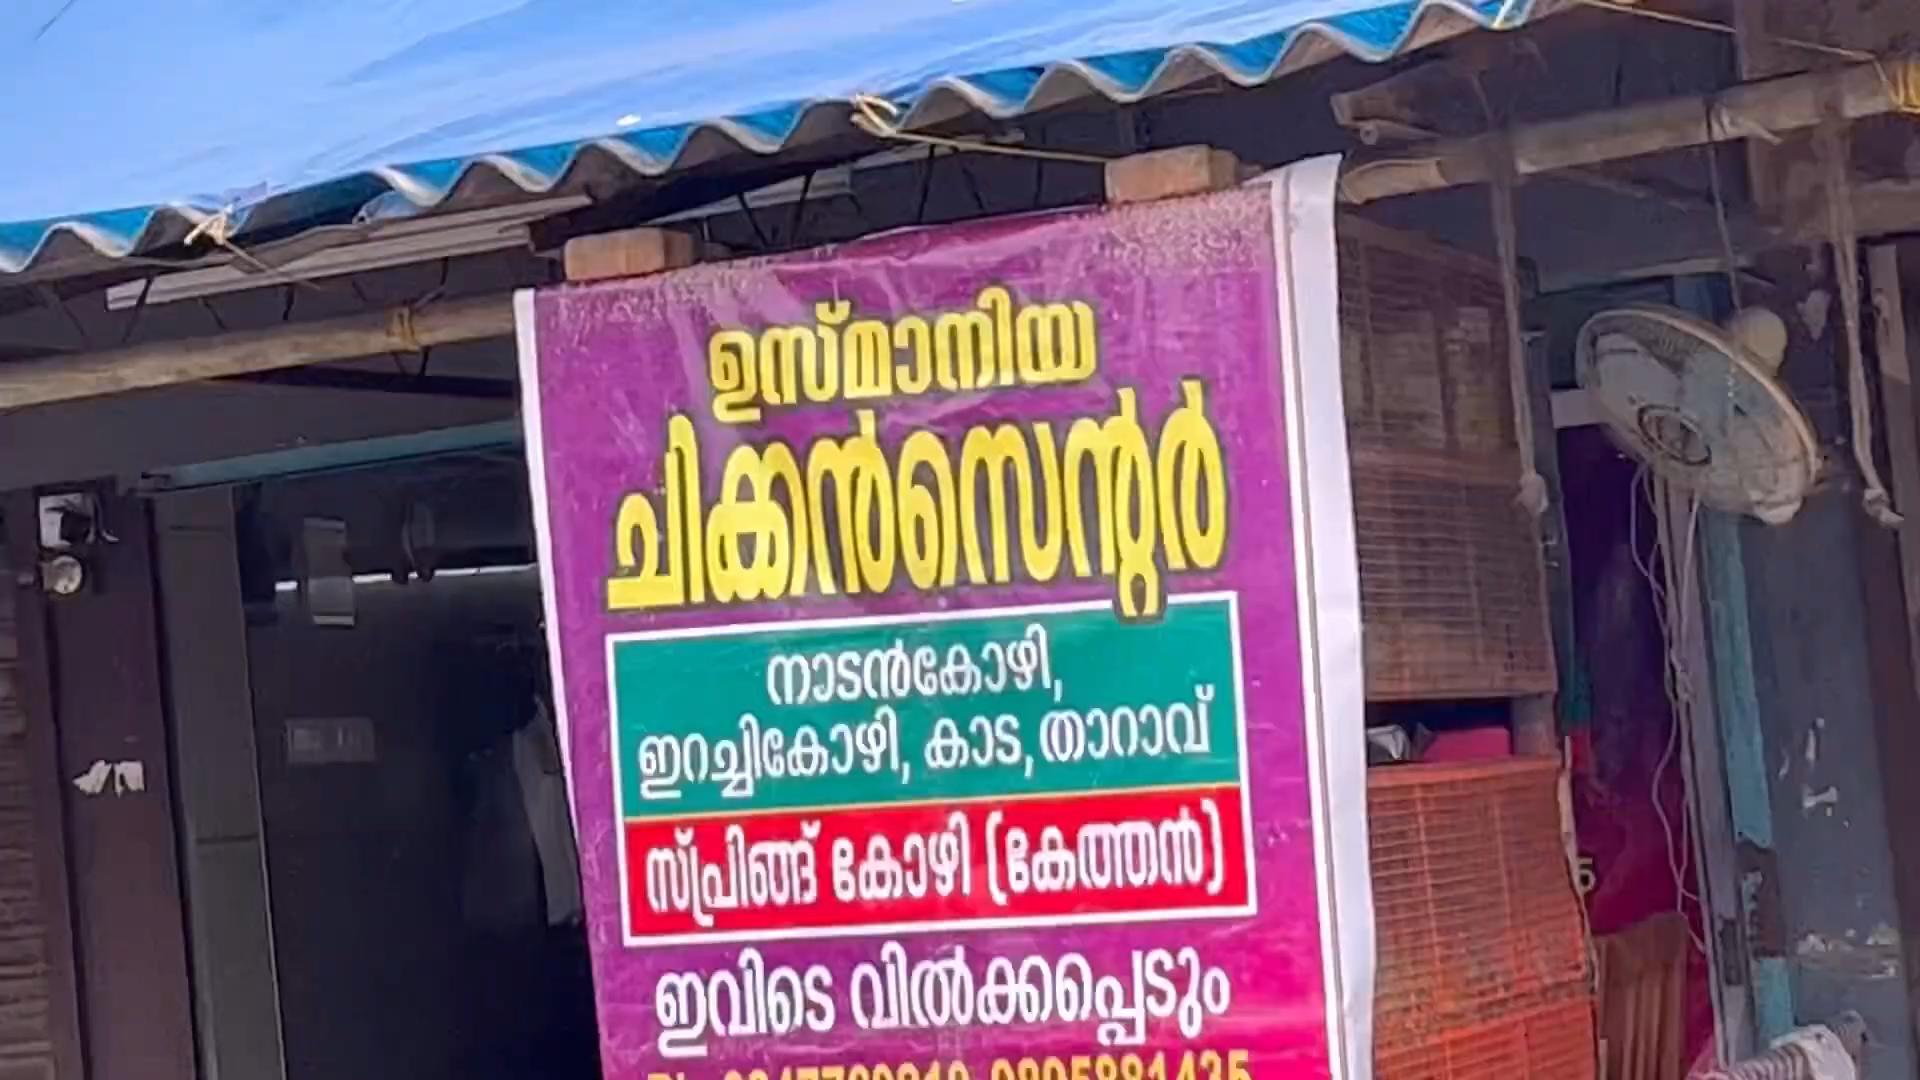 ഉസ്മാനിയ
ചിക്കൻസെന്റർ
നാടൻകോഴി,
ഇറച്ചികോഴി, കാട, താറാവ്
സ്പ്രിങ്ങ് കോഴി (കേത്തൻ)
ഇവിടെ വിൽക്കപ്പെടും